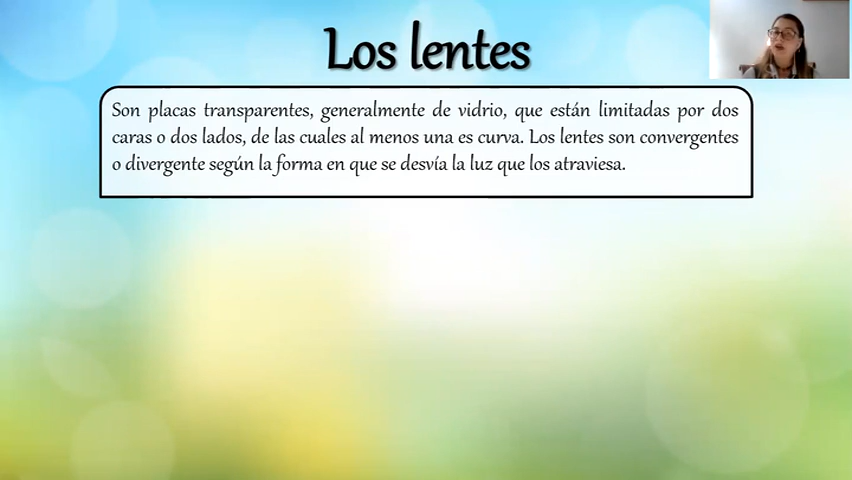 Los lentes
Son placas transparentes, generalmente de vidrio, que están limitadas por dos
caras o dos lados, de las cuales al menos una es curva. Los lentes son convergentes
o divergente según la forma en que se desvía la luz que los atraviesa.